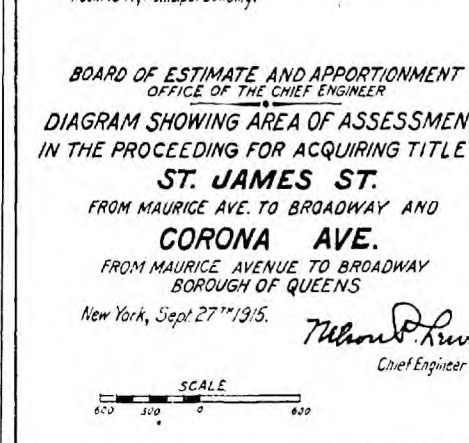 BOARD OF ESTIMATE AND APPORTIONMENT
OFFICE OF THE CHIEF ENGINEER
DIAGRAM SHOWING AREA OF ASSESSMEN
IN THE PROCEEDING FOR ACQUIRING TITLE
ST. JAMES ST.
FROM MAURICE AVE. TO BROADWAY AND
CORONA AVE.
FROM MAURICE AVENUE TO BROADWAY
BOROUGH OF QUEENS
New York, Sept. 27TH 1915.
Nelson P. Lew
Chief Engineer
SCALE
600 300 0 600